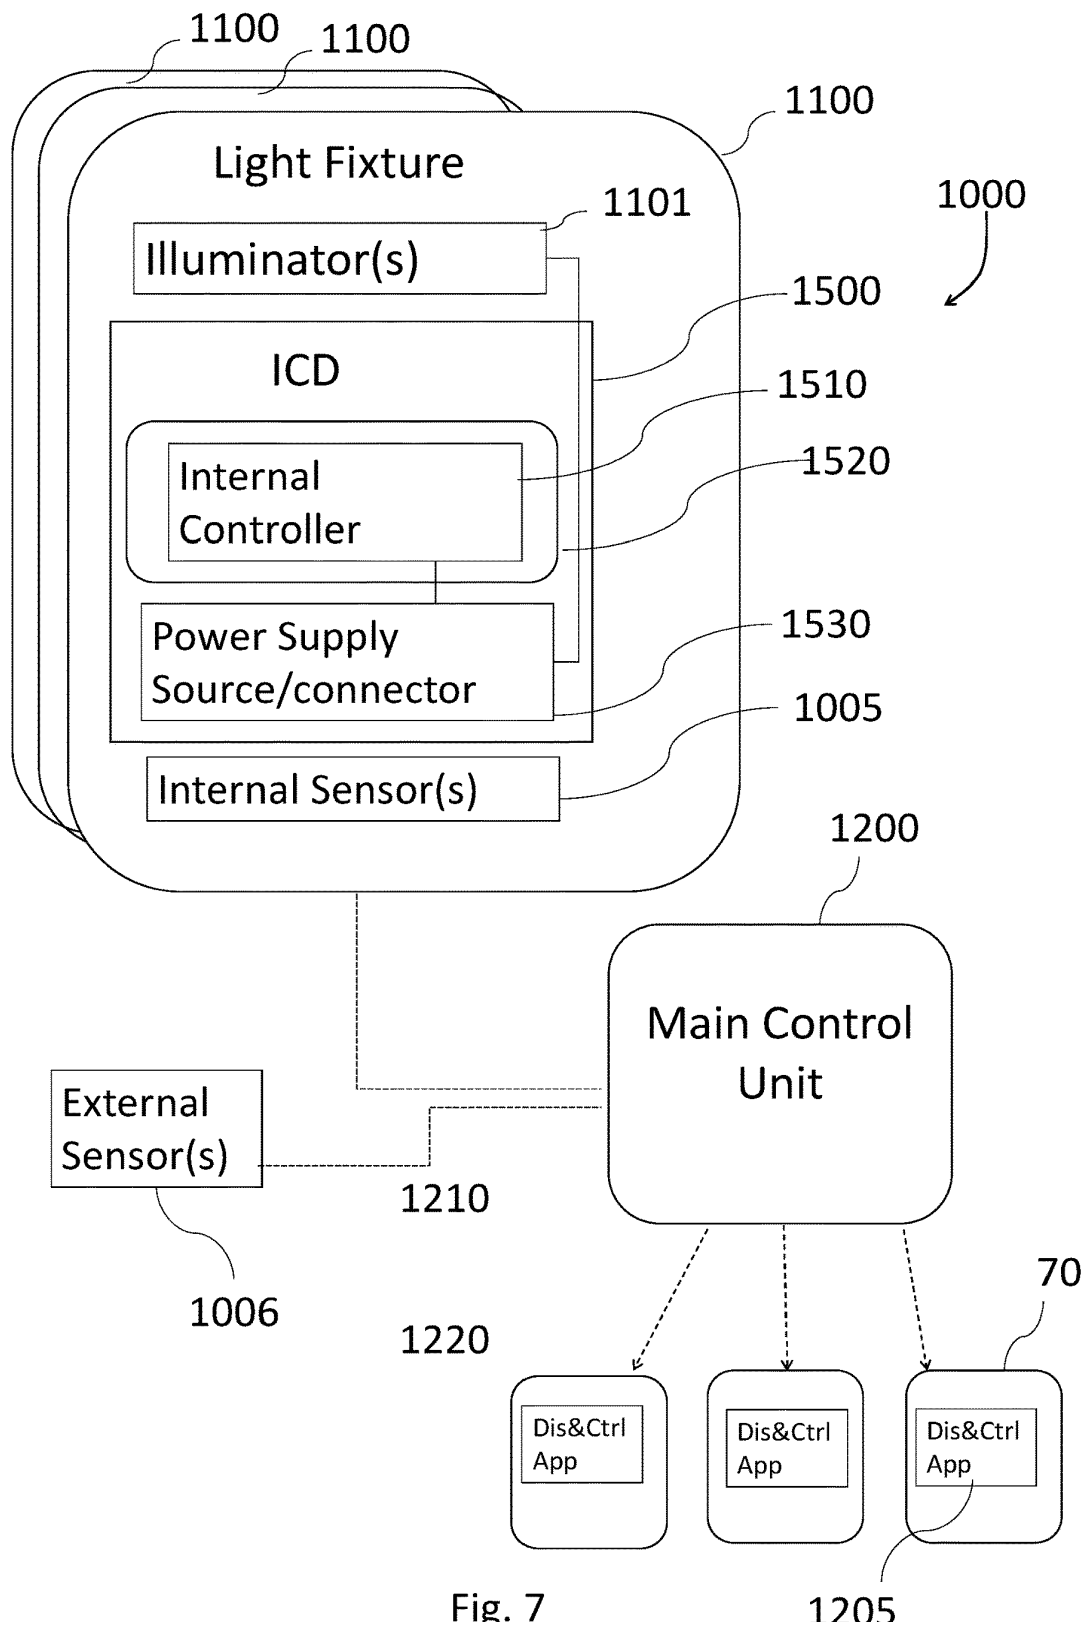 1100
1100
1100
Light Fixture
1000
1101
Illuminator(s)
1500
ICD
1510
1520
Internal
Controller
1530
Power Supply
Source/connector
1005
Internal Sensor(s)
1200
Main Control
Unit
External
Sensor(s)
1210
1006
70
1220
Dis&Ctrl
App
Dis&Ctrl
App
Dis&Ctrl
App
Fig. 7
1205